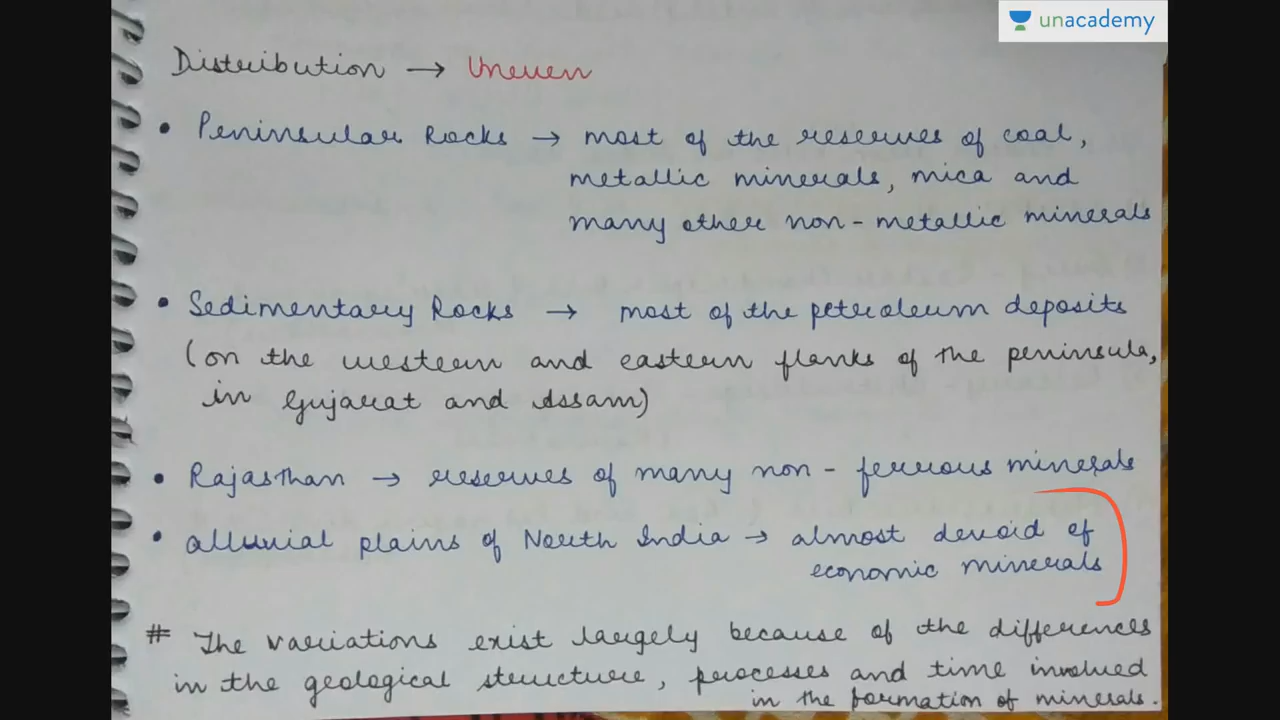 unacademy
Distribution → Uneven
• Peninsular Rocks → most of the reserves of coal,
metallic minerals, mica and
many other non-metallic minerals
• Sedimentary Rocks → most of the petroleum deposits
(on the western and eastern flanks of the peninsula,
in Gujarat and Assam)
• Rajasthan → reserves of many non-ferrous minerals
• alluvial plains of North India → almost devoid of
economic minerals
# The variations exist largely because of the differences
in the geological structure, processes and time involved
in the formation of minerals.